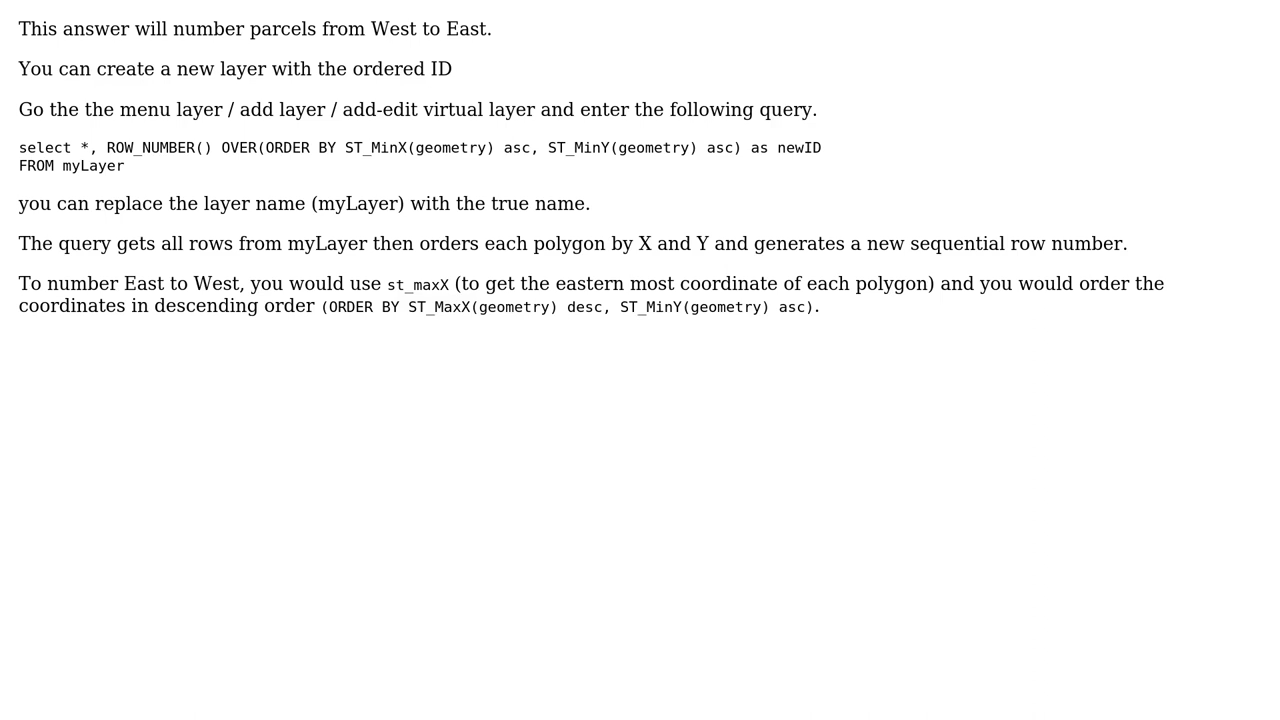 This answer will number parcels from West to East.
You can create a new layer with the ordered ID
Go the the menu layer / add layer / add-edit virtual layer and enter the following query.
select *, ROW_NUMBER() OVER(ORDER BY ST_MinX(geometry) asc, ST_MinY(geometry) asc) as newID
FROM myLayer
you can replace the layer name (myLayer) with the true name.
The query gets all rows from myLayer then orders each polygon by X and Y and generates a new sequential row number.
To number East to West, you would use st_maxX (to get the eastern most coordinate of each polygon) and you would order the
coordinates in descending order (ORDER BY ST_MaxX(geometry) desc, ST_MinY(geometry) asc).